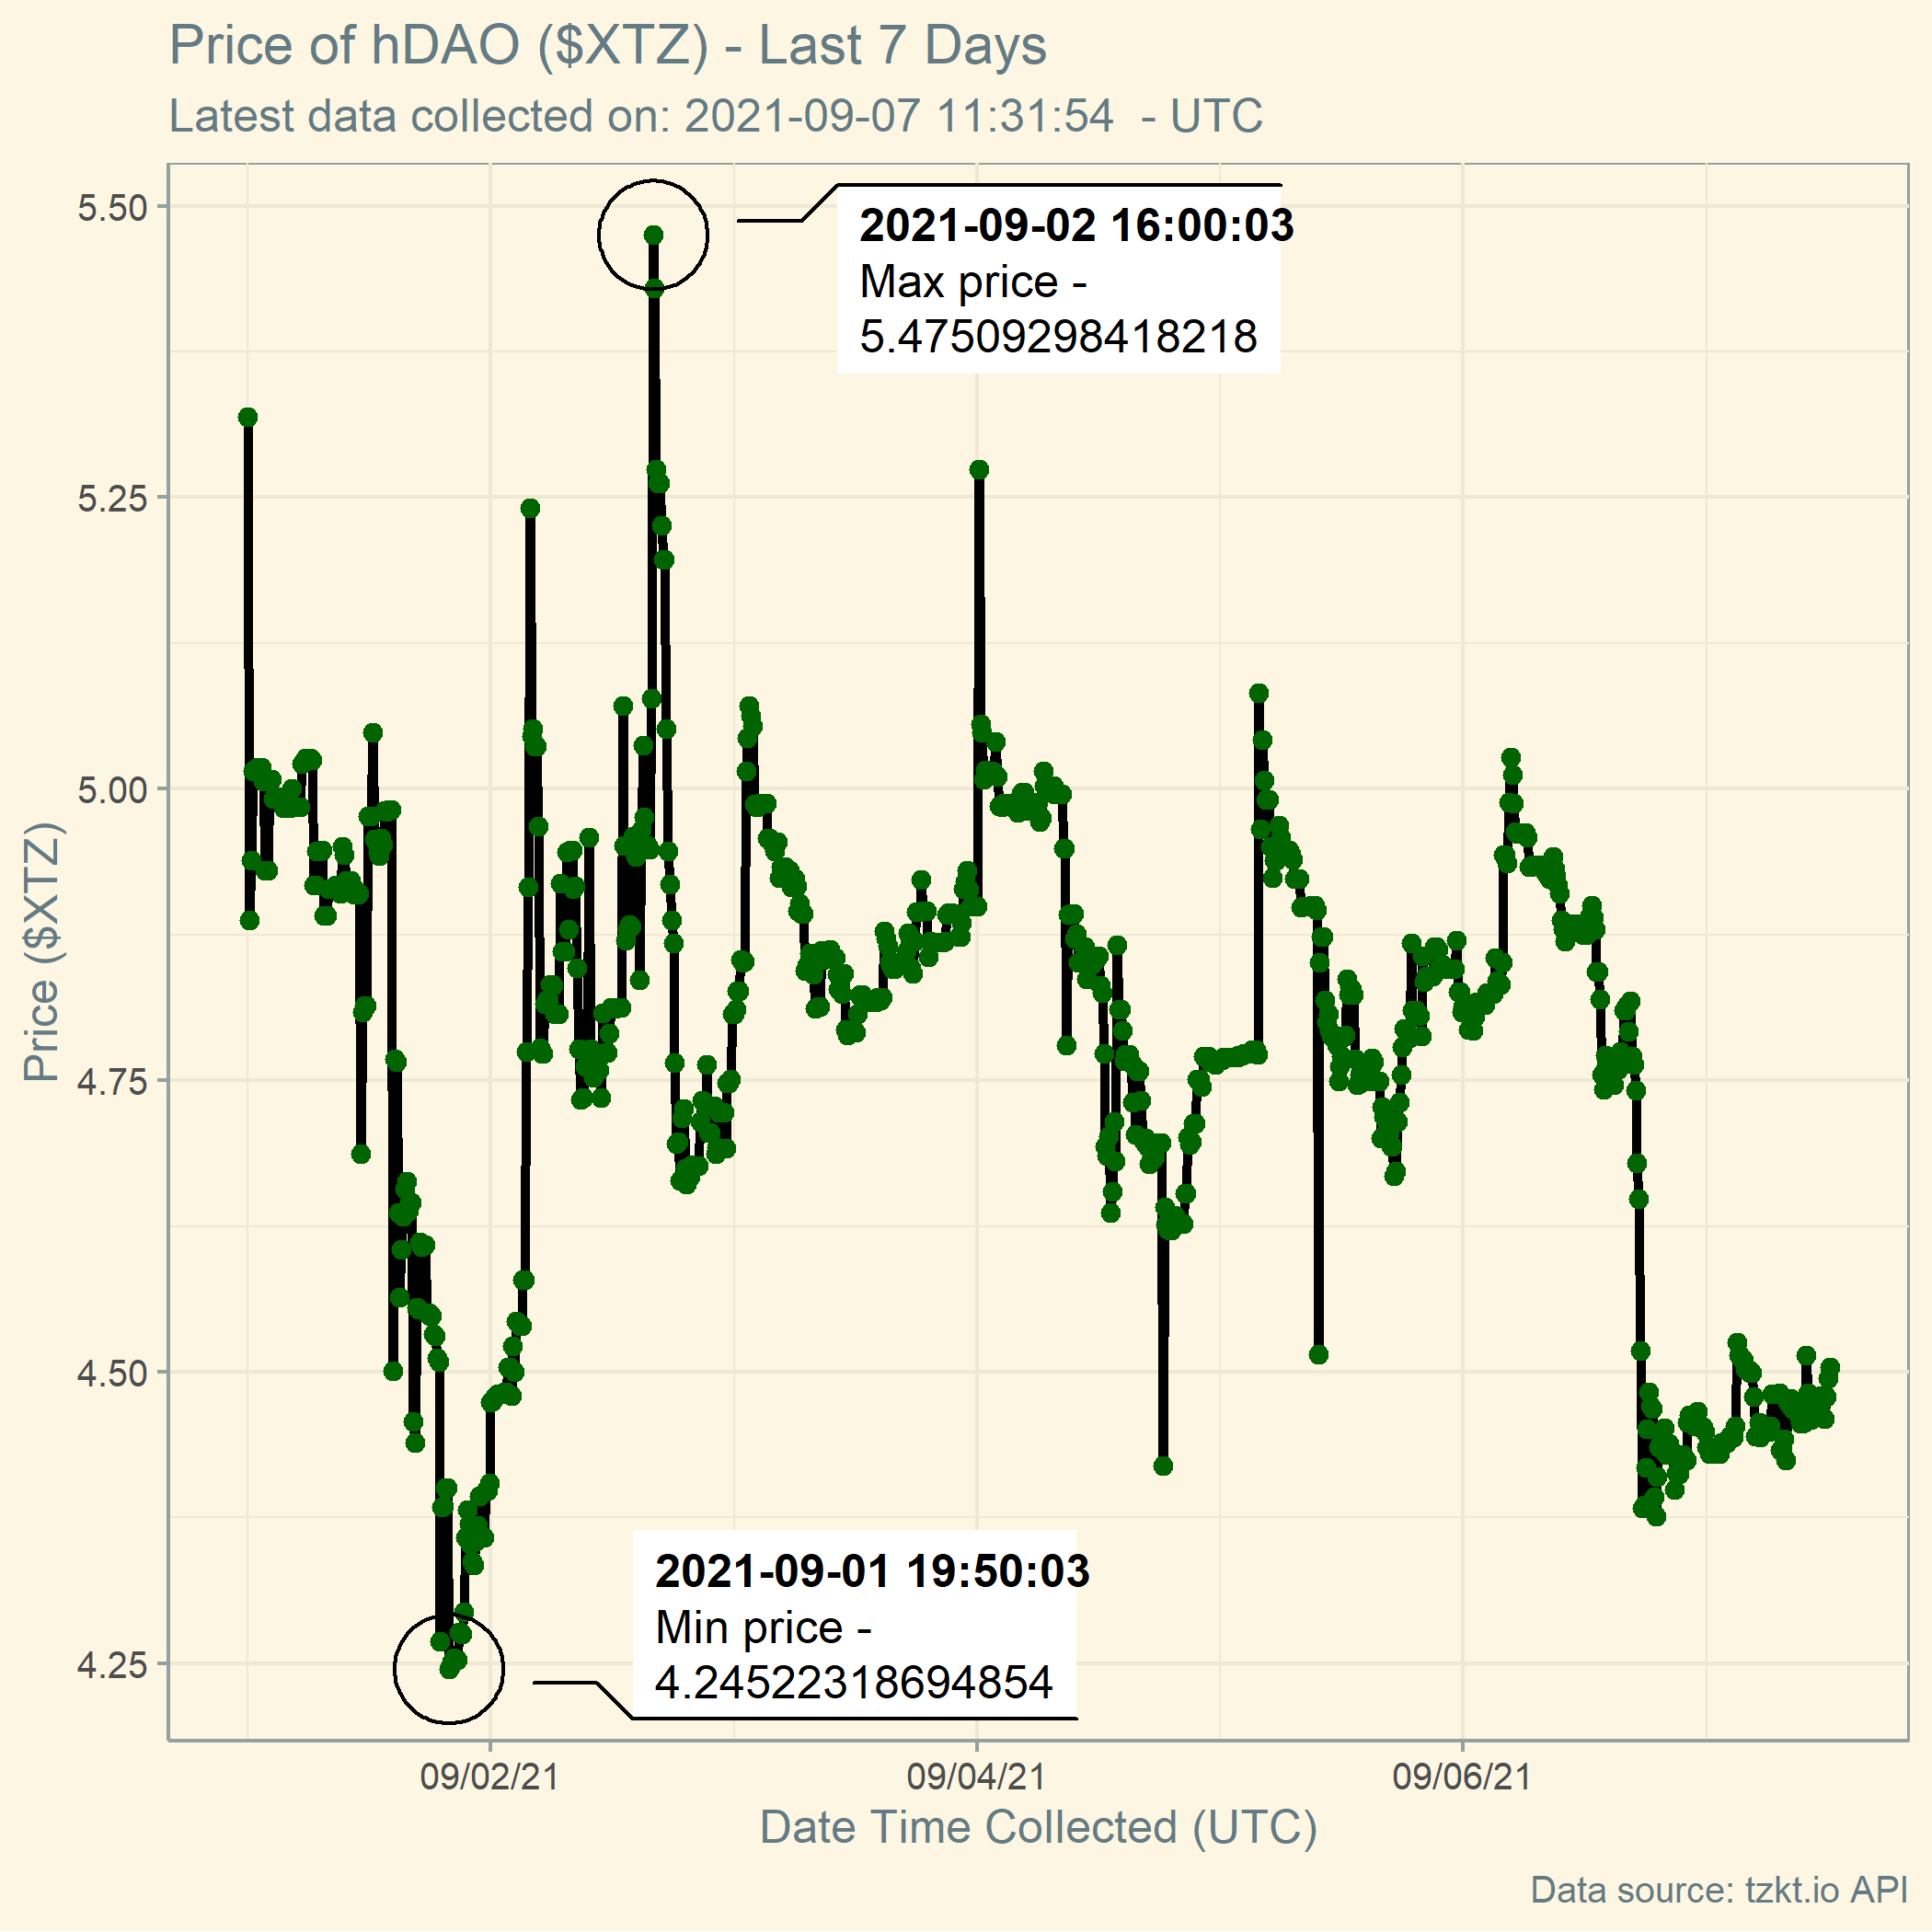 Price of hDAO ($XTZ) - Last 7 Days
Latest data collected on: 2021-09-07 11:31:54  - UTC
5.50
5.25
5.00
4.75
4.50
4.25
Price ($XTZ)
2021-09-02 16:00:03
Max price -
5.47509298418218
2021-09-01 19:50:03
Min price -
4.24522318694854
09/02/21
09/04/21
09/06/21
Date Time Collected (UTC)
Data source: tzkt.io API